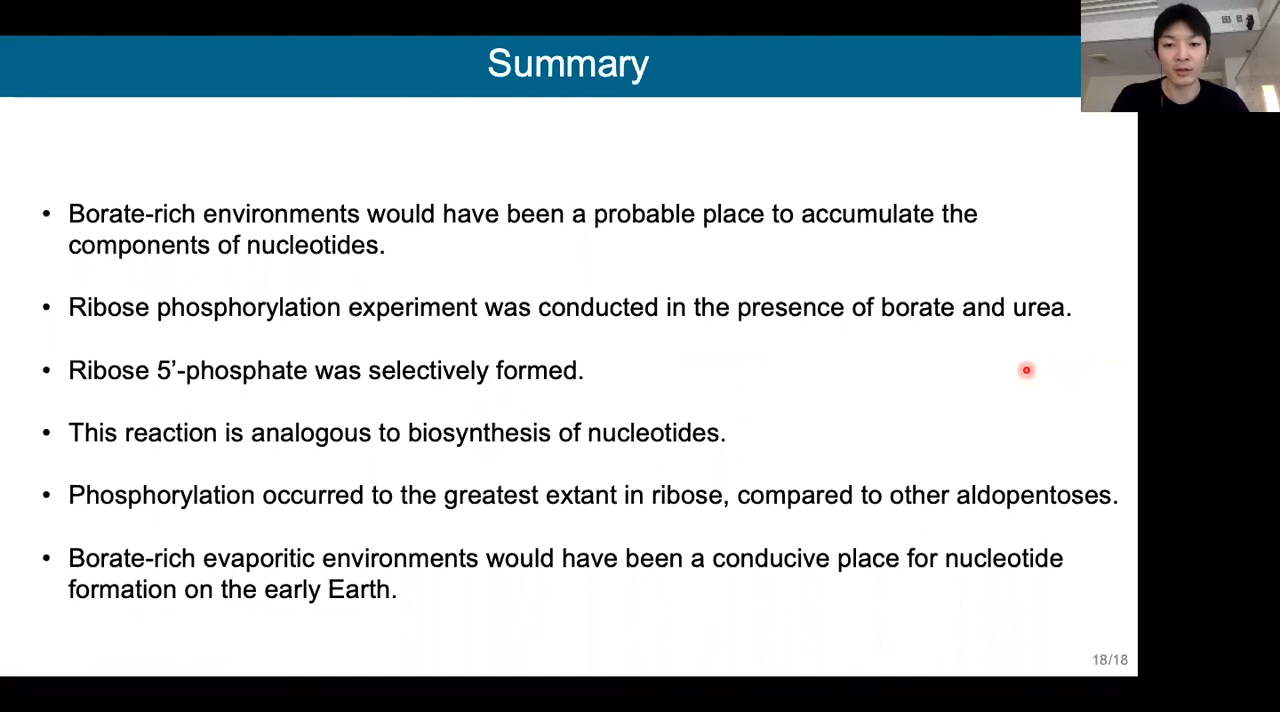 Summary
• Borate-rich environments would have been a probable place to accumulate the
components of nucleotides.
• Ribose phosphorylation experiment was conducted in the presence of borate and urea.
• Ribose 5’-phosphate was selectively formed.
• This reaction is analogous to biosynthesis of nucleotides.
• Phosphorylation occurred to the greatest extant in ribose, compared to other aldopentoses.
• Borate-rich evaporitic environments would have been a conducive place for nucleotide
formation on the early Earth.
18/18